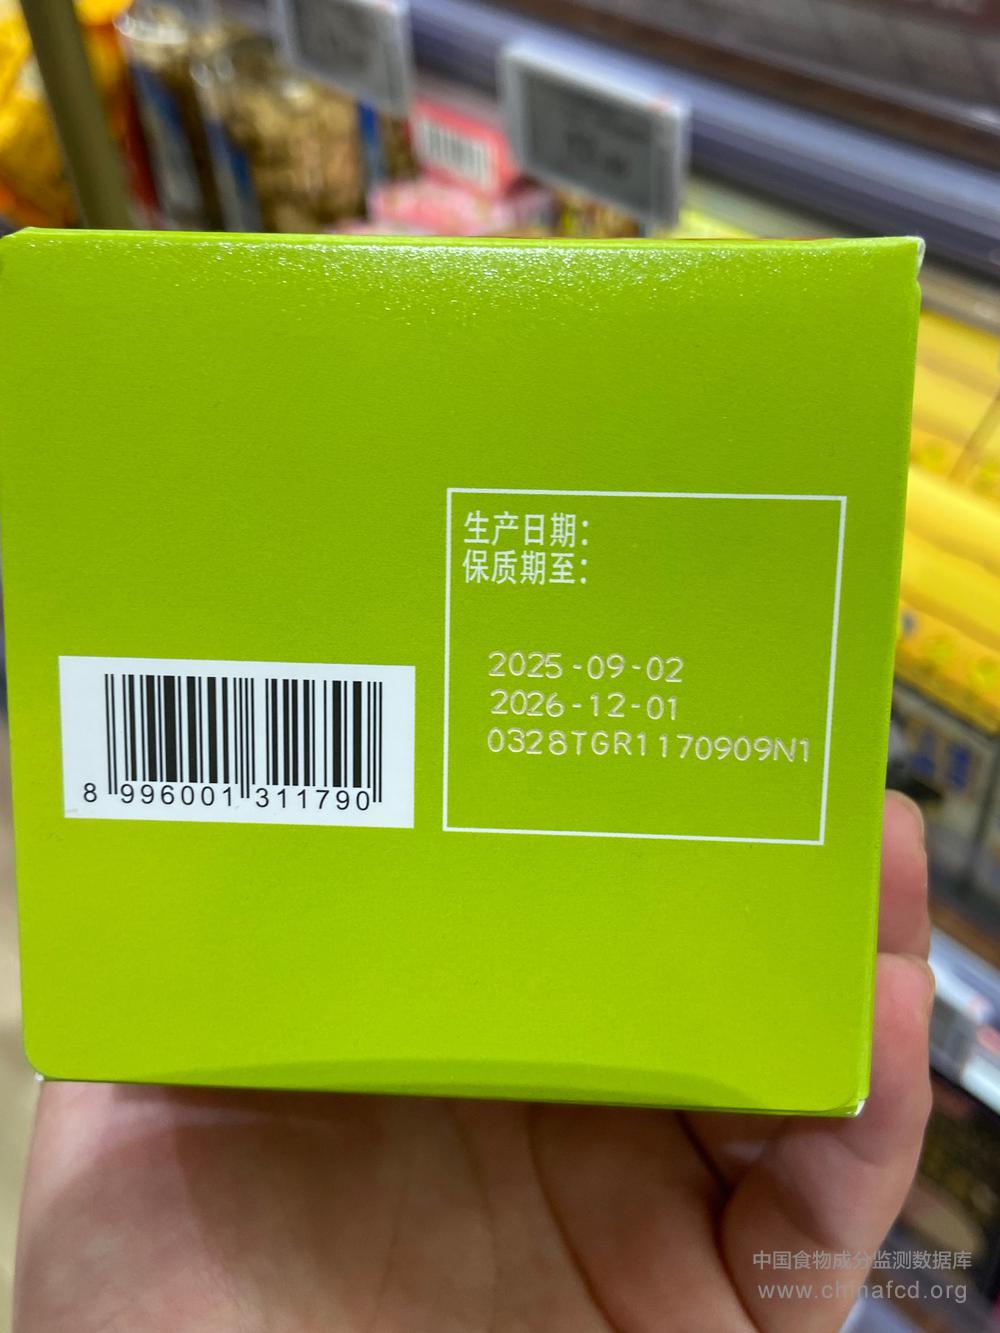 生产日期：
保质期至：
2025-09-02
2026-12-01
0328TGR1170909N1
8 996001 311790
中国食物成分监测数据库
www.chinafcd.org